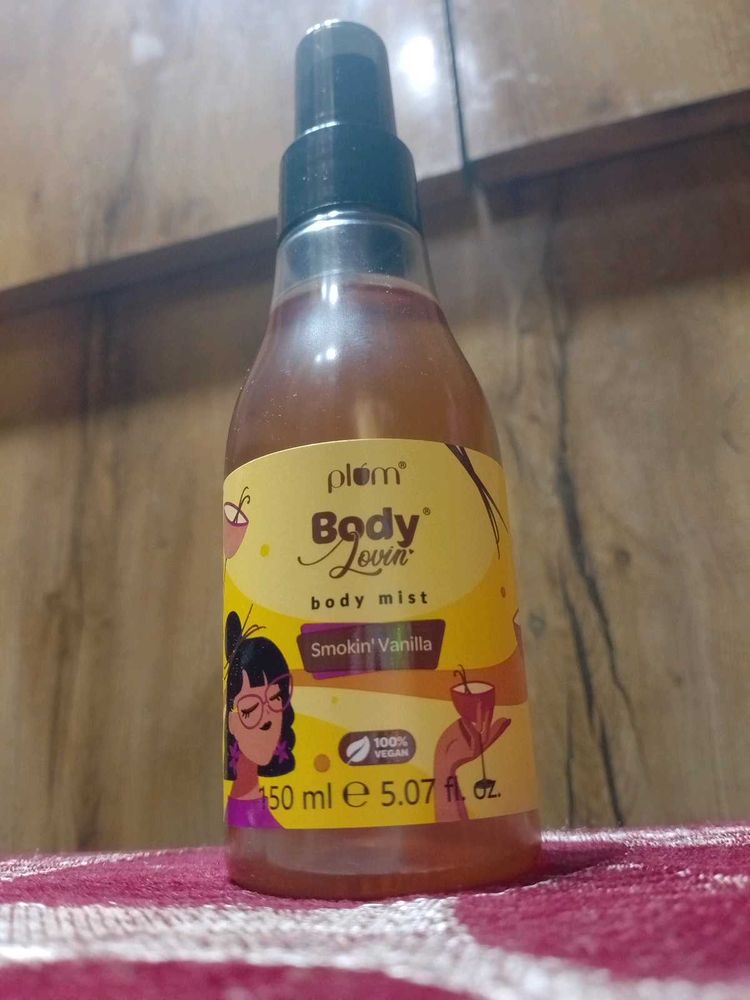 plum®
Body®
Lovin'
body mist
Smokin' Vanilla
100%
VEGAN
150 ml ℮ 5.07 fl. oz.